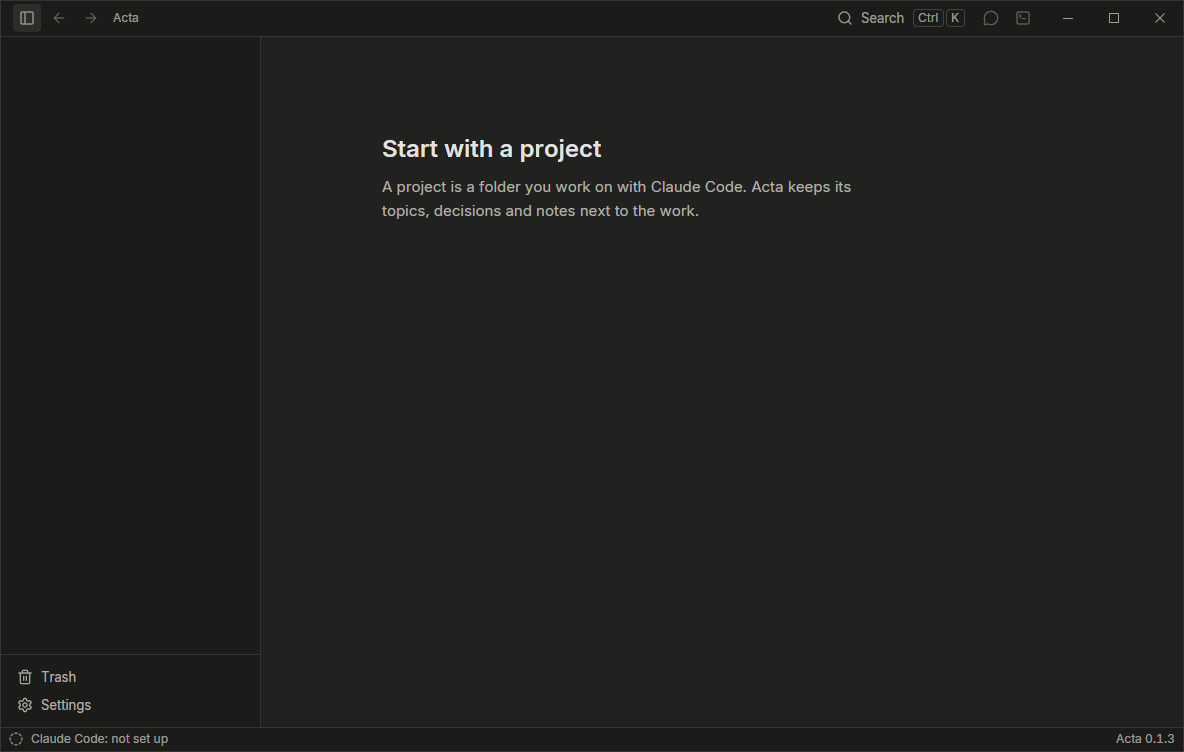 Acta
Search Ctrl K
Start with a project
A project is a folder you work on with Claude Code. Acta keeps its
topics, decisions and notes next to the work.
Trash
Settings
Claude Code: not set up
Acta 0.1.3